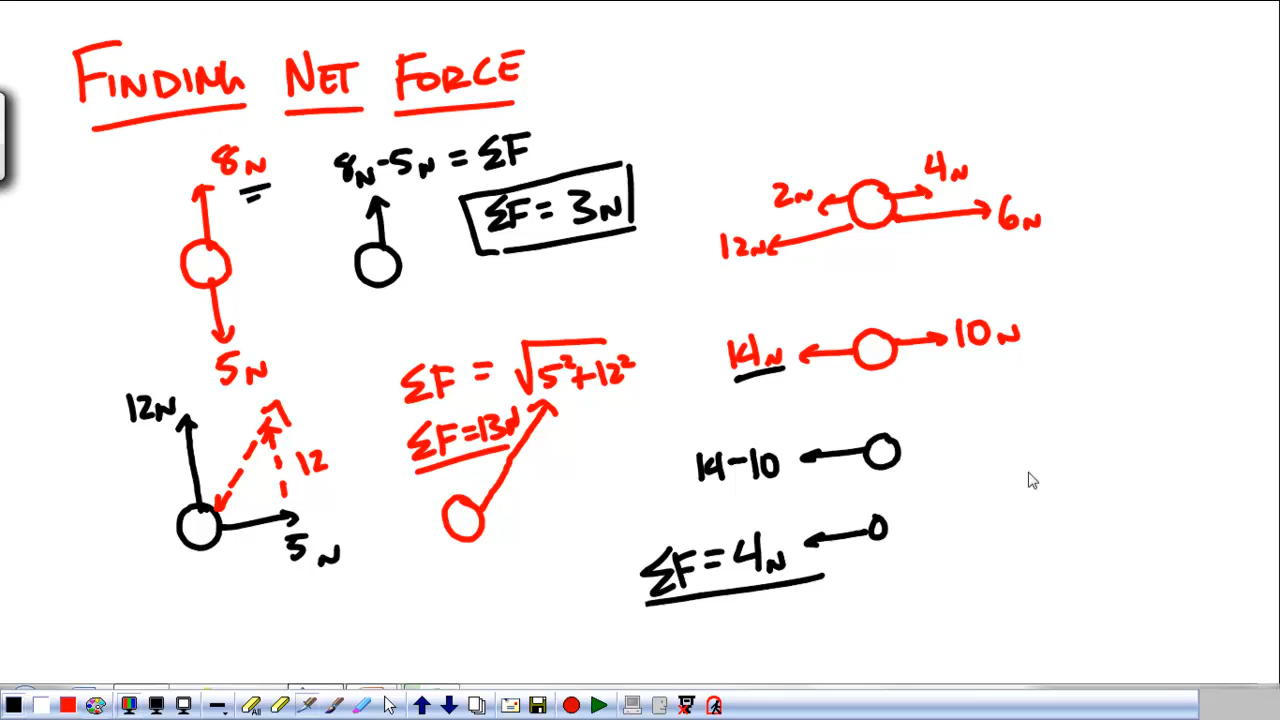 FINDING NET FORCE
8N
8N-5N = ΣF
ΣF = 3N
5N
12N
12
5N
ΣF = √5²+12²
ΣF=13N
2N
4N
12N
6N
14N
10N
14-10
ΣF=4N
All